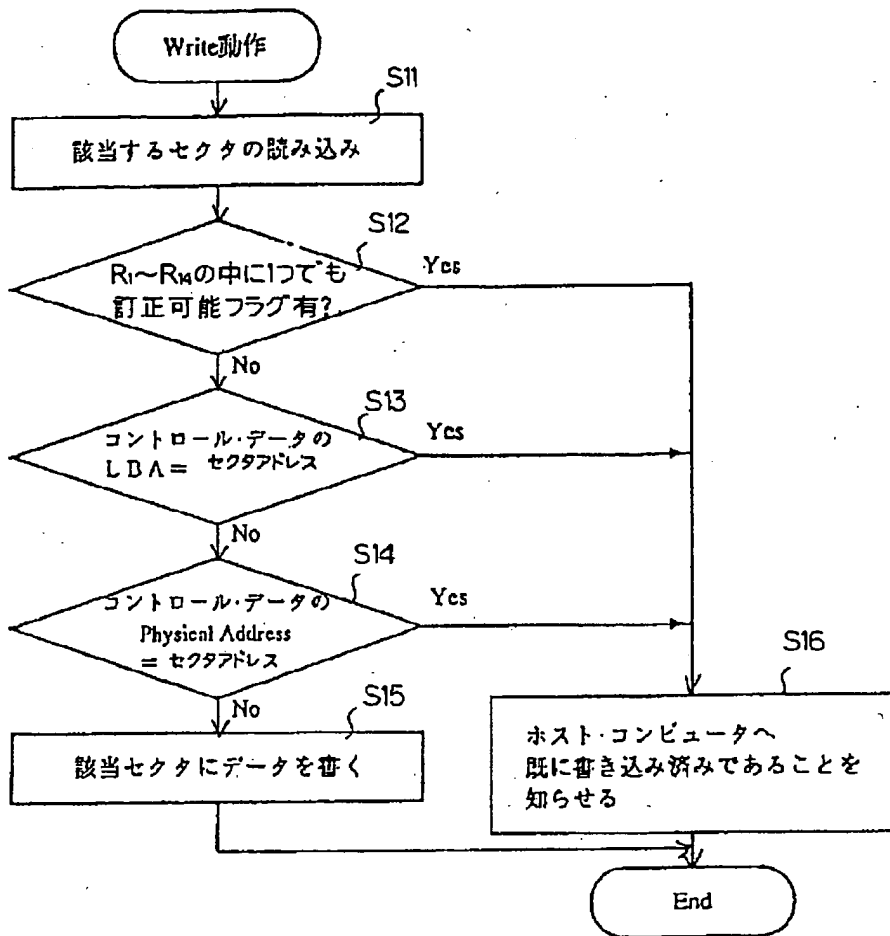 Write動作
S11
該当するセクタの読み込み
S12
R₁～R₁₄の中に1つでも
訂正可能フラグ有?
Yes
No
S13
コントロール・データの
LBA= セクタアドレス
Yes
No
S14
コントロール・データの
Physical Address
= セクタアドレス
Yes
No
S15
該当セクタにデータを書く
S16
ホスト・コンピュータへ
既に書き込み済みであることを
知らせる
End